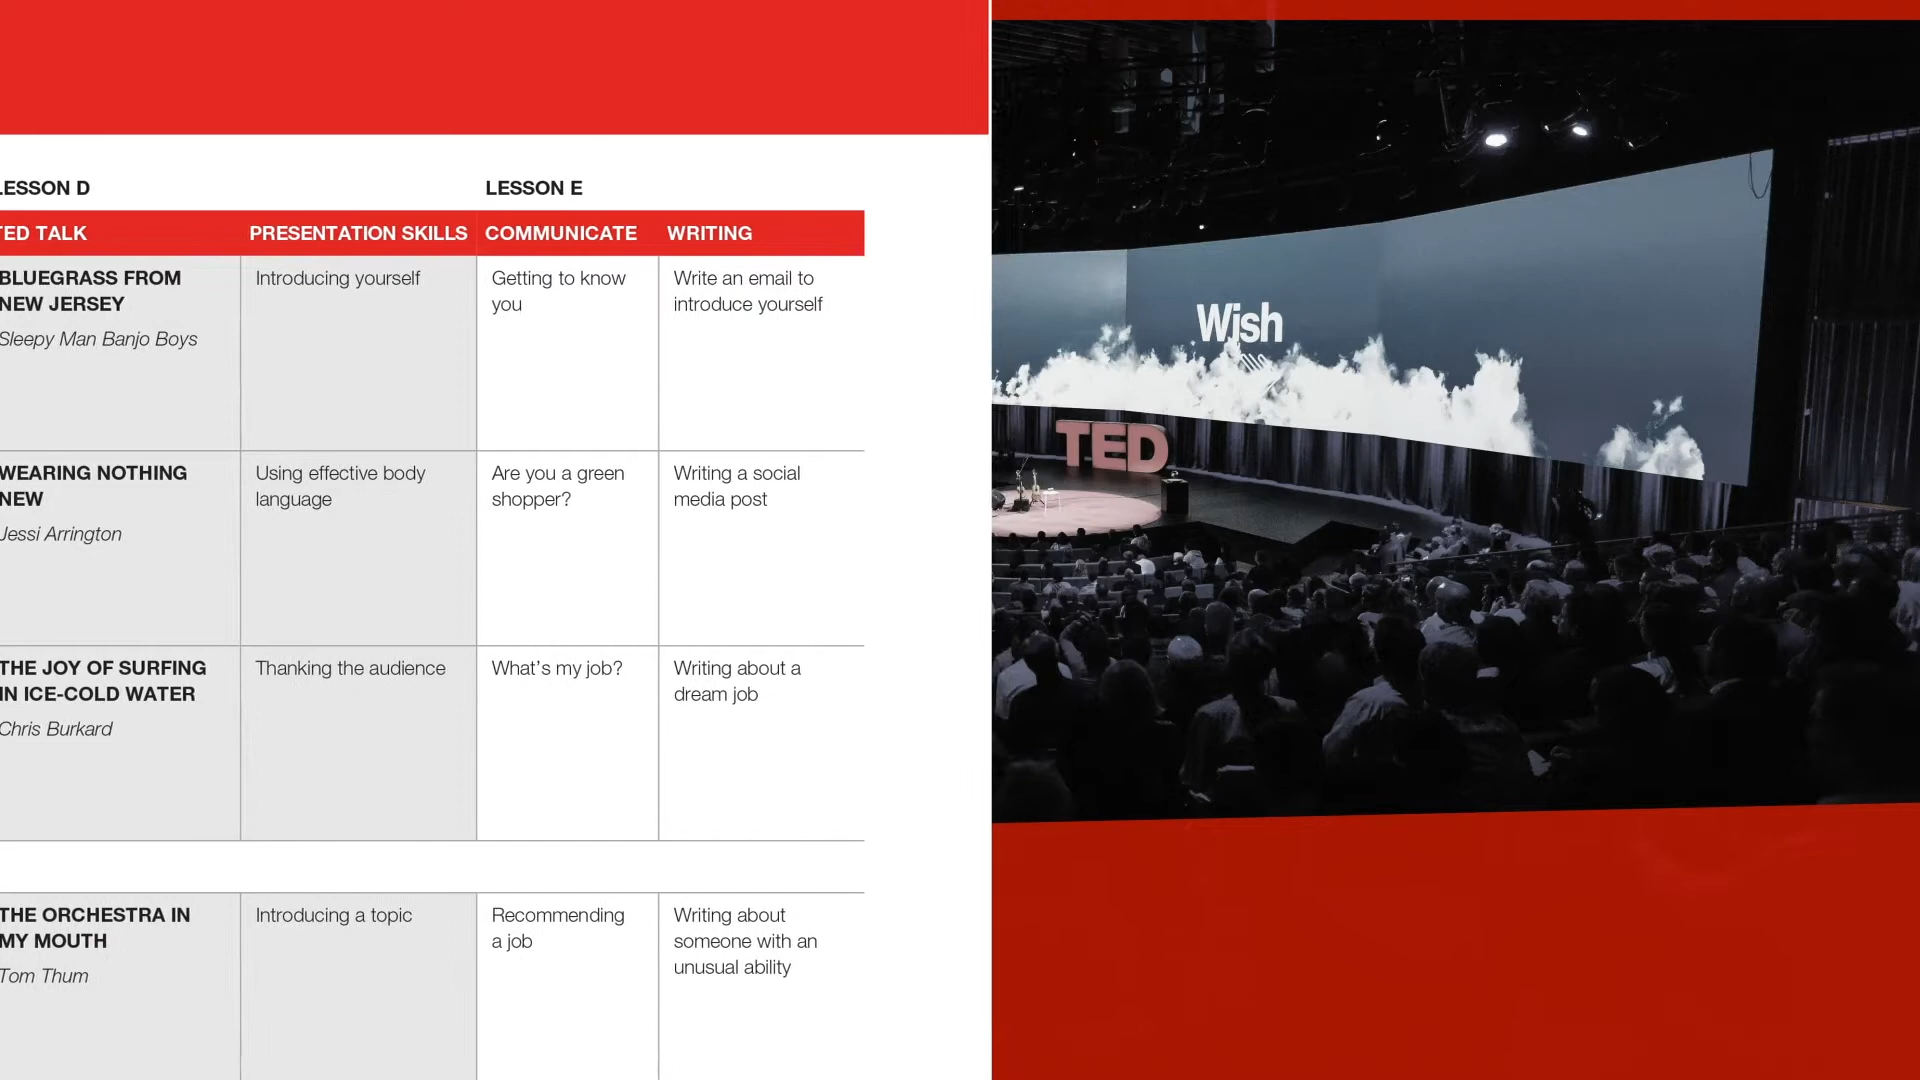 LESSON D
LESSON E
TED TALK
PRESENTATION SKILLS
COMMUNICATE
WRITING
BLUEGRASS FROM
NEW JERSEY
Sleepy Man Banjo Boys
Introducing yourself
Getting to know
you
Write an email to
introduce yourself
WEARING NOTHING
NEW
Jessi Arrington
Using effective body
language
Are you a green
shopper?
Writing a social
media post
THE JOY OF SURFING
IN ICE-COLD WATER
Chris Burkard
Thanking the audience
What's my job?
Writing about a
dream job
THE ORCHESTRA IN
MY MOUTH
Tom Thum
Introducing a topic
Recommending
a job
Writing about
someone with an
unusual ability
Wish
TED